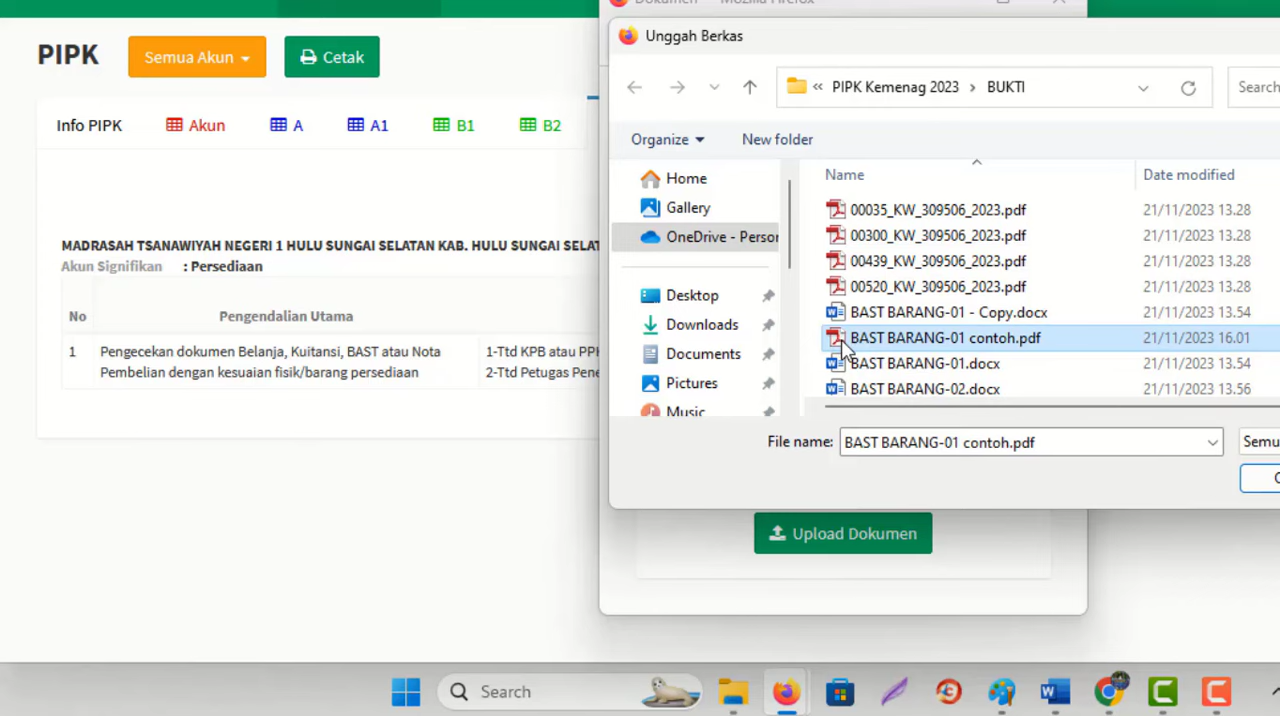 Dokumen — Mozilla Firefox
Unggah Berkas
PIPK
Semua Akun
Cetak
« PIPK Kemenag 2023 › BUKTI
Search
Organize
New folder
Info PIPK
Akun
A
A1
B1
B2
Name
Date modified
Home
Gallery
OneDrive - Person
Desktop
Downloads
Documents
Pictures
Music
00035_KW_309506_2023.pdf 21/11/2023 13.28
00300_KW_309506_2023.pdf 21/11/2023 13.28
00439_KW_309506_2023.pdf 21/11/2023 13.28
00520_KW_309506_2023.pdf 21/11/2023 13.28
BAST BARANG-01 - Copy.docx 21/11/2023 13.54
BAST BARANG-01 contoh.pdf 21/11/2023 16.01
BAST BARANG-01.docx 21/11/2023 13.54
BAST BARANG-02.docx 21/11/2023 13.56
File name: BAST BARANG-01 contoh.pdf
Semu
MADRASAH TSANAWIYAH NEGERI 1 HULU SUNGAI SELATAN KAB. HULU SUNGAI SELAT
Akun Signifikan : Persediaan
No Pengendalian Utama
1 Pengecekan dokumen Belanja, Kuitansi, BAST atau Nota
Pembelian dengan kesuaian fisik/barang persediaan
1-Ttd KPB atau PPK
2-Ttd Petugas Pene
Upload Dokumen
Search